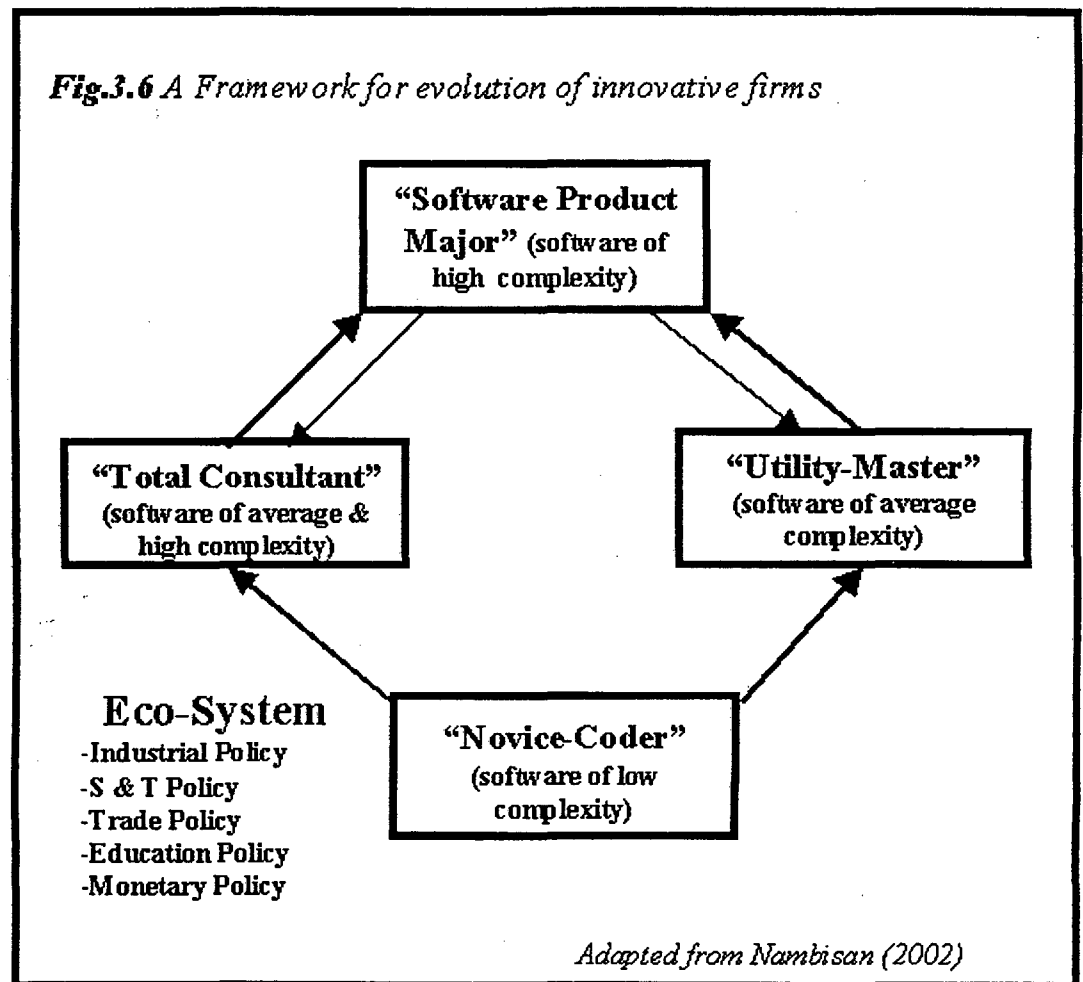 Fig.3.6 A Framework for evolution of innovative firms
“Software Product
Major” (software of
high complexity)
“Total Consultant”
(software of average &
high complexity)
“Utility-Master”
(software of average
complexity)
Eco-System
-Industrial Policy
-S & T Policy
-Trade Policy
-Education Policy
-Monetary Policy
“Novice-Coder”
(software of low
complexity)
Adapted from Nambisan (2002)